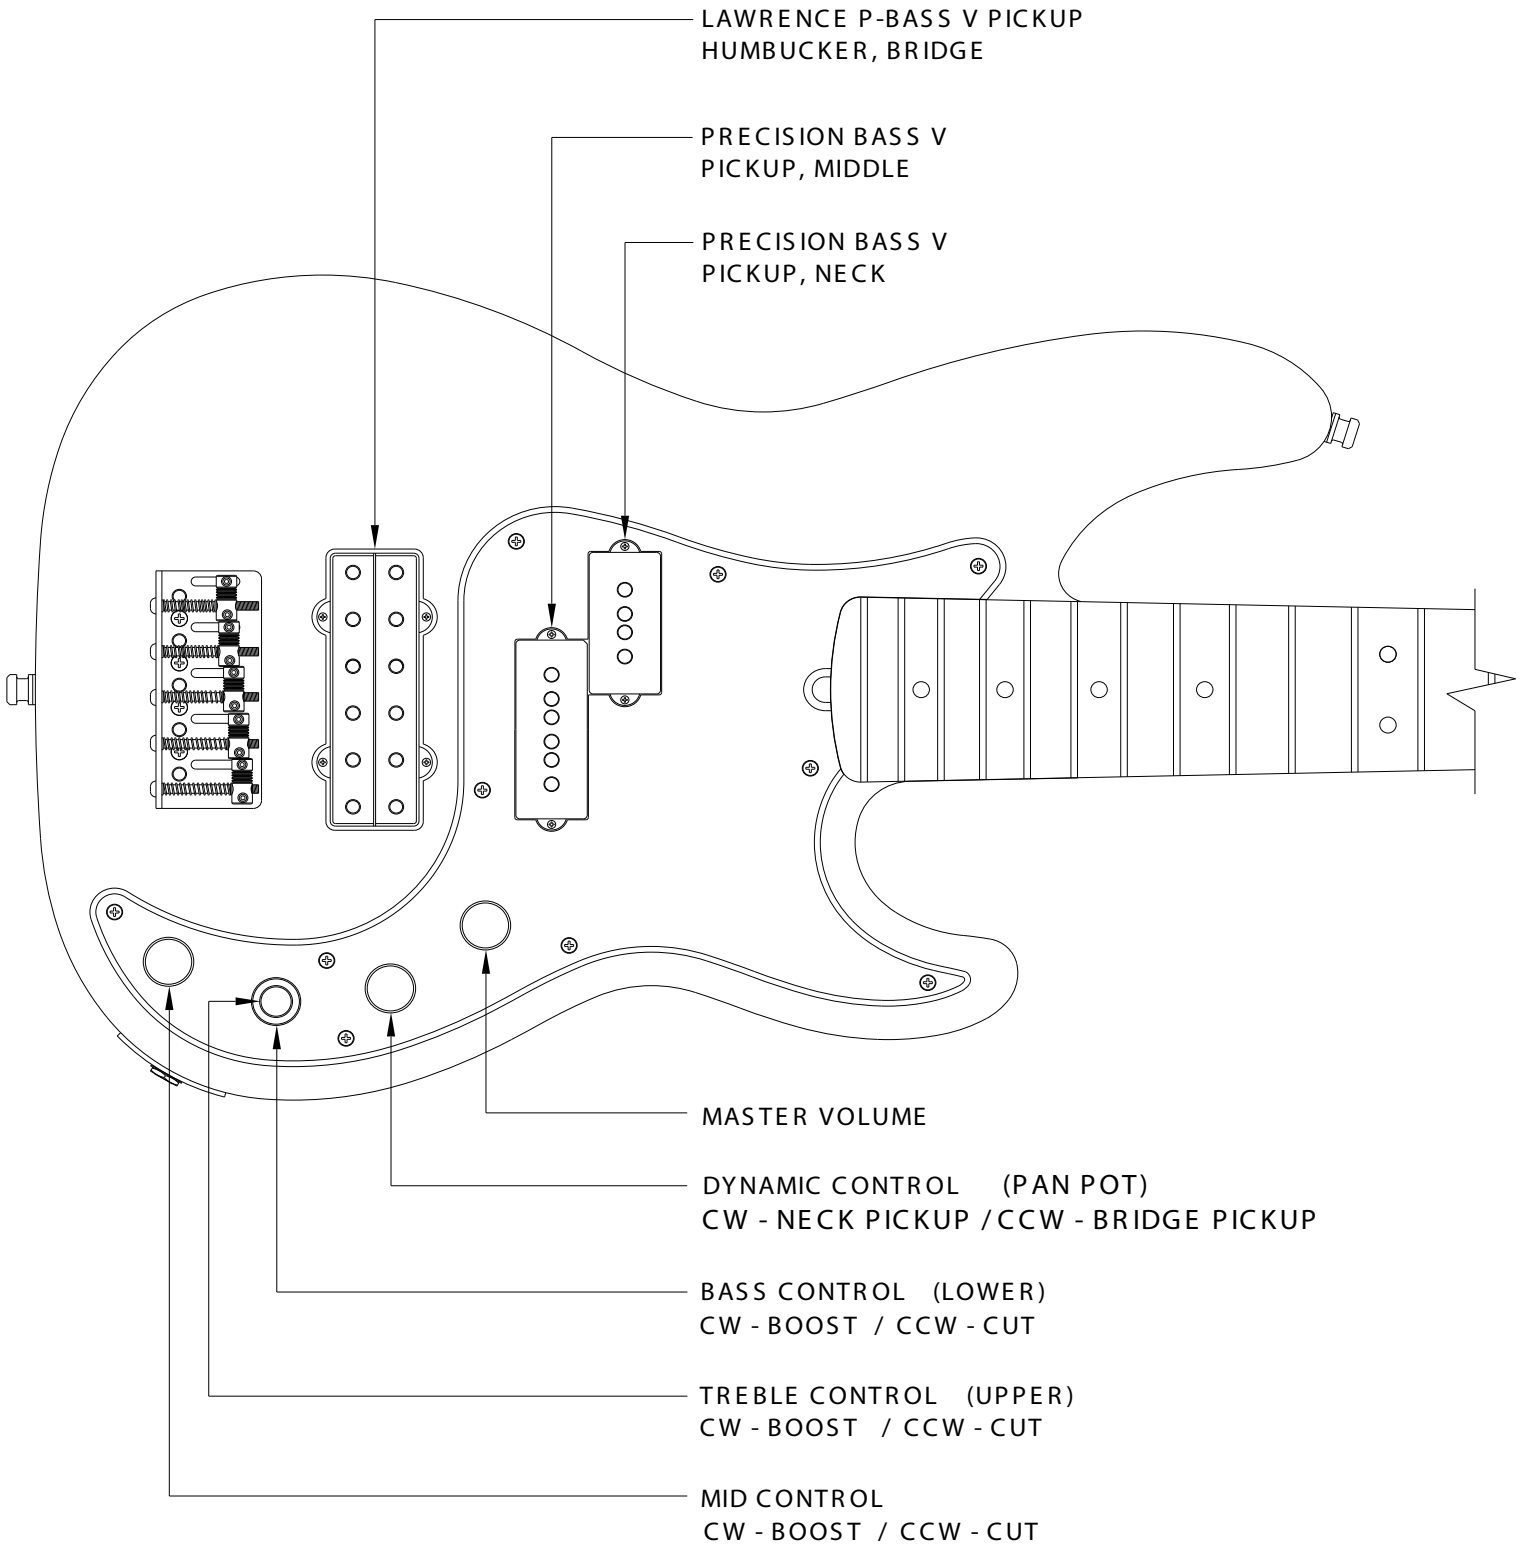 LAWRENCE P-BASS V PICKUP
HUMBUCKER, BRIDGE
PRECISION BASS V
PICKUP, MIDDLE
PRECISION BASS V
PICKUP, NECK
MASTER VOLUME
DYNAMIC CONTROL (PAN POT)
CW - NECK PICKUP / CCW - BRIDGE PICKUP
BASS CONTROL (LOWER)
CW - BOOST / CCW - CUT
TREBLE CONTROL (UPPER)
CW - BOOST / CCW - CUT
MID CONTROL
CW - BOOST / CCW - CUT